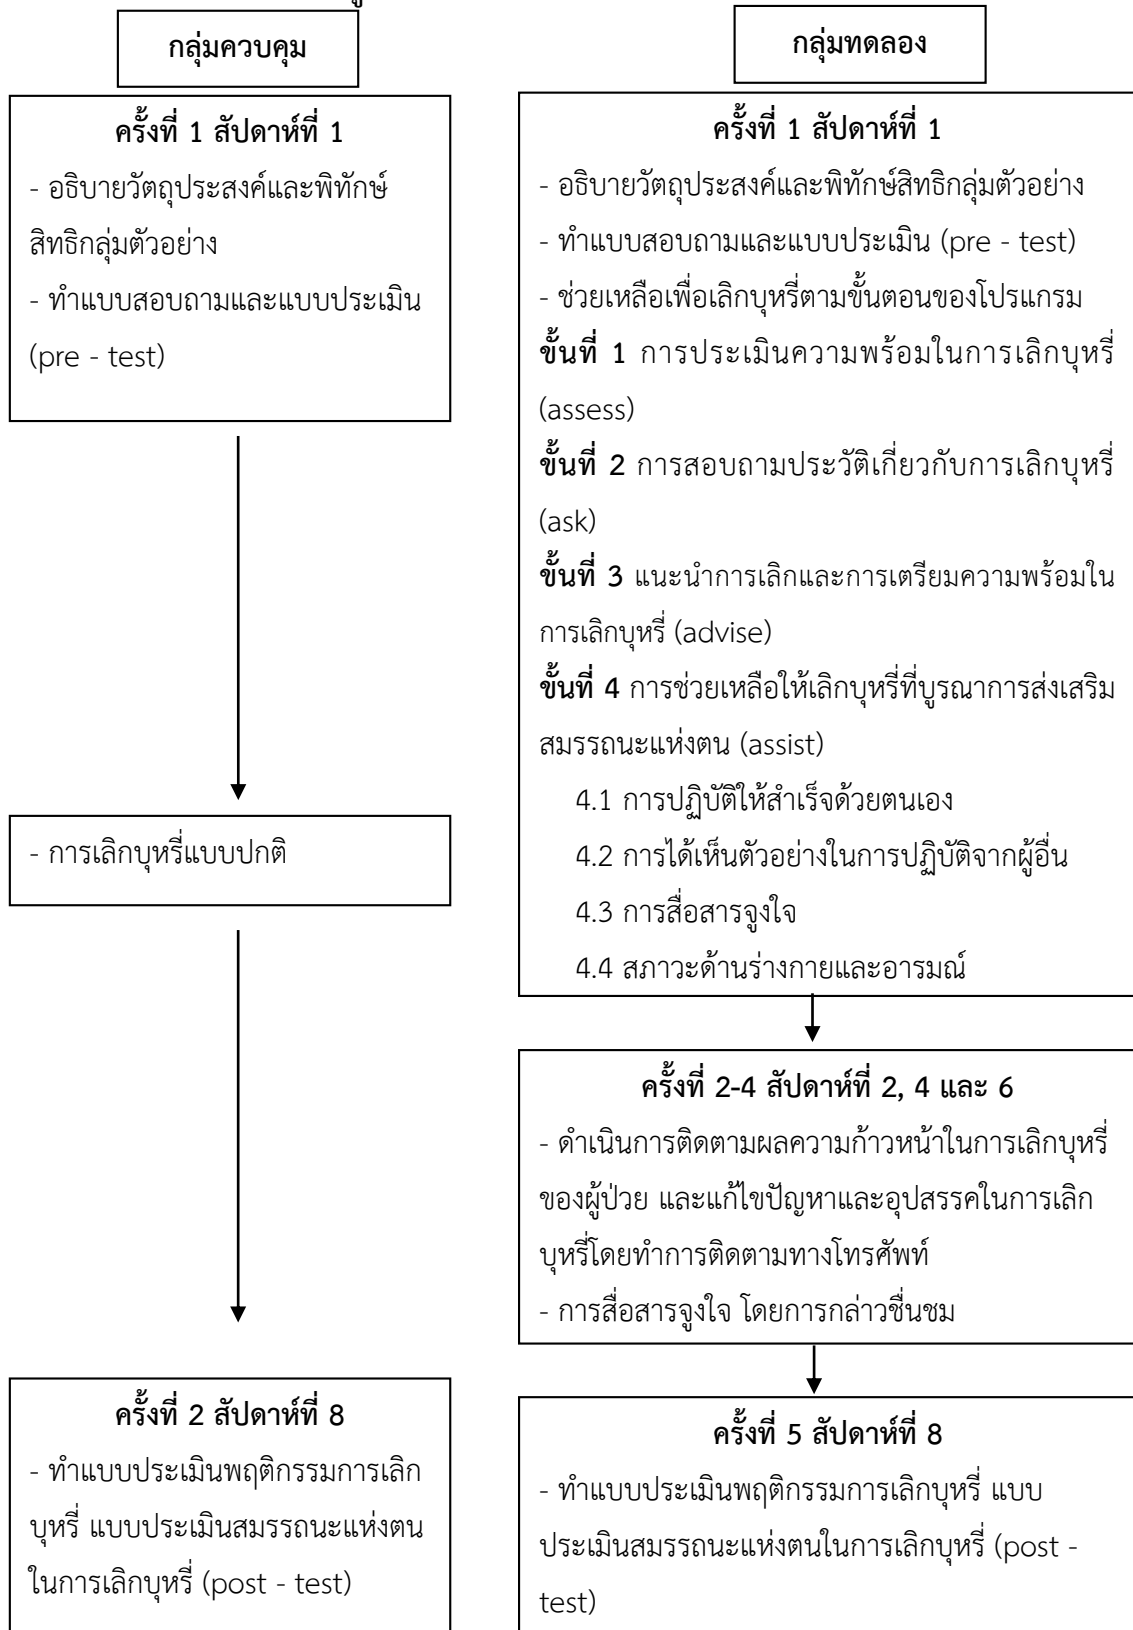 กลุ่มควบคุม
ครั้งที่ 1 สัปดาห์ที่ 1
- อธิบายวัตถุประสงค์และพิทักษ์
สิทธิกลุ่มตัวอย่าง
- ทำแบบสอบถามและแบบประเมิน
(pre - test)
- การเลิกบุหรี่แบบปกติ
ครั้งที่ 2 สัปดาห์ที่ 8
- ทำแบบประเมินพฤติกรรมการเลิก
บุหรี่ แบบประเมินสมรรถนะแห่งตน
ในการเลิกบุหรี่ (post - test)
กลุ่มทดลอง
ครั้งที่ 1 สัปดาห์ที่ 1
- อธิบายวัตถุประสงค์และพิทักษ์สิทธิกลุ่มตัวอย่าง
- ทำแบบสอบถามและแบบประเมิน (pre - test)
- ช่วยเหลือเพื่อเลิกบุหรี่ตามขั้นตอนของโปรแกรม
ขั้นที่ 1 การประเมินความพร้อมในการเลิกบุหรี่
(assess)
ขั้นที่ 2 การสอบถามประวัติเกี่ยวกับการเลิกบุหรี่
(ask)
ขั้นที่ 3 แนะนำการเลิกและการเตรียมความพร้อมใน
การเลิกบุหรี่ (advise)
ขั้นที่ 4 การช่วยเหลือให้เลิกบุหรี่ที่บูรณาการส่งเสริม
สมรรถนะแห่งตน (assist)
4.1 การปฏิบัติให้สำเร็จด้วยตนเอง
4.2 การได้เห็นตัวอย่างในการปฏิบัติจากผู้อื่น
4.3 การสื่อสารจูงใจ
4.4 สภาวะด้านร่างกายและอารมณ์
ครั้งที่ 2-4 สัปดาห์ที่ 2, 4 และ 6
- ดำเนินการติดตามผลความก้าวหน้าในการเลิกบุหรี่
ของผู้ป่วย และแก้ไขปัญหาและอุปสรรคในการเลิก
บุหรี่โดยทำการติดตามทางโทรศัพท์
- การสื่อสารจูงใจ โดยการกล่าวชื่นชม
ครั้งที่ 5 สัปดาห์ที่ 8
- ทำแบบประเมินพฤติกรรมการเลิกบุหรี่ แบบ
ประเมินสมรรถนะแห่งตนในการเลิกบุหรี่ (post -
test)